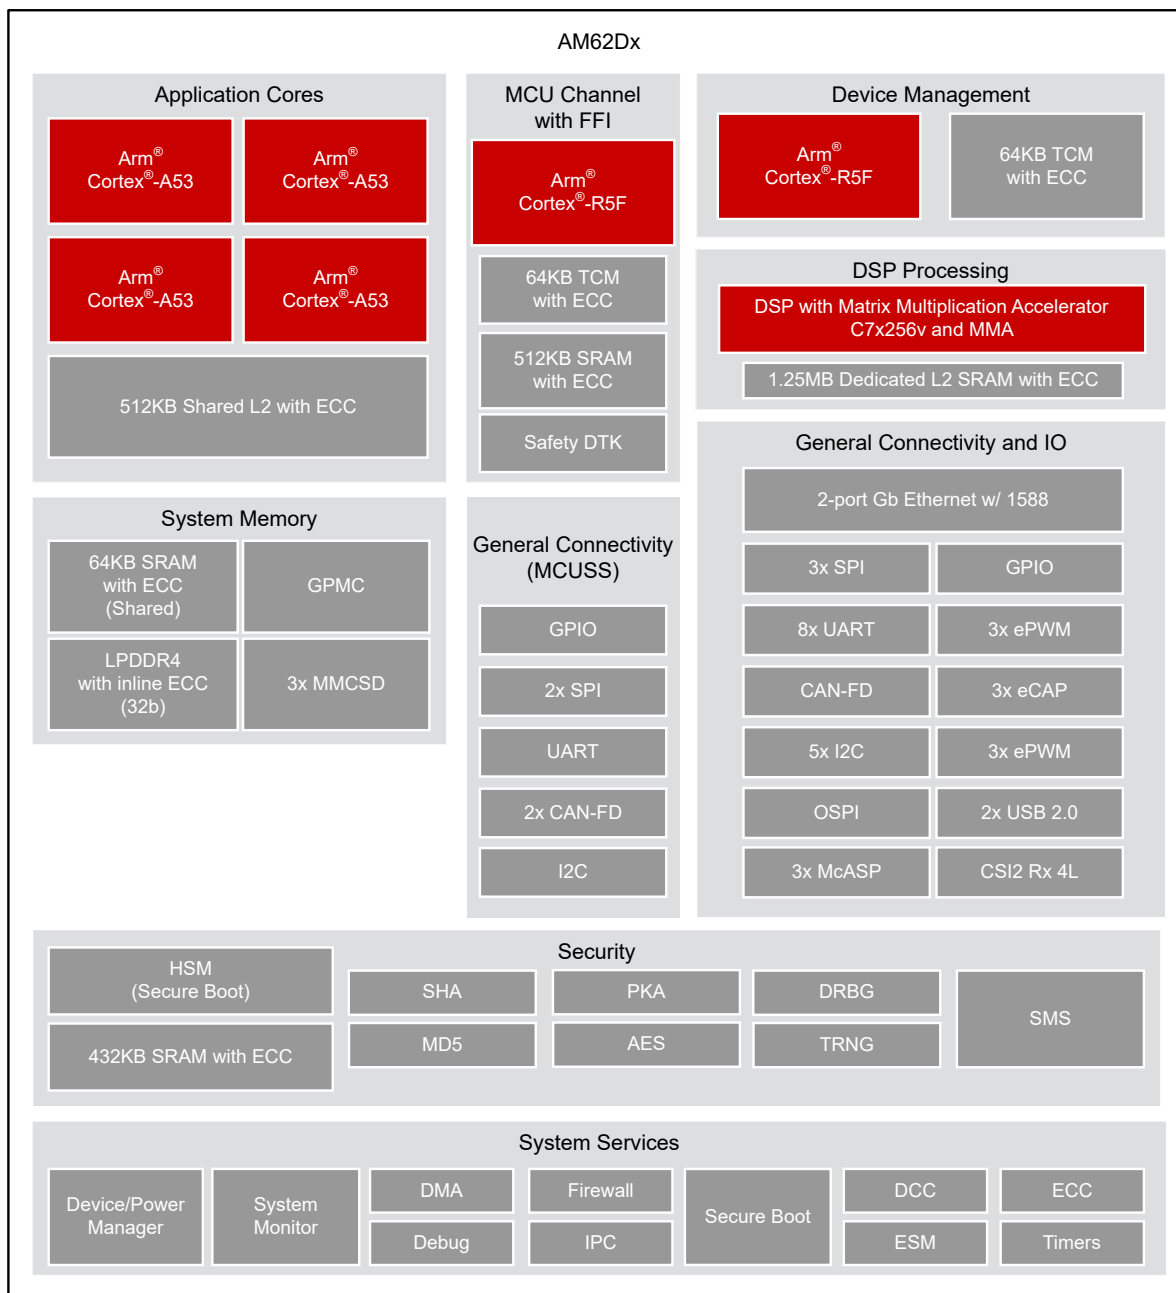 AM62Dx
Application Cores
Arm®
Cortex®-A53
Arm®
Cortex®-A53
Arm®
Cortex®-A53
Arm®
Cortex®-A53
512KB Shared L2 with ECC
MCU Channel
with FFI
Arm®
Cortex®-R5F
64KB TCM
with ECC
512KB SRAM
with ECC
Safety DTK
Device Management
Arm®
Cortex®-R5F
64KB TCM
with ECC
DSP Processing
DSP with Matrix Multiplication Accelerator
C7x256v and MMA
1.25MB Dedicated L2 SRAM with ECC
System Memory
64KB SRAM
with ECC
(Shared)
GPMC
LPDDR4
with inline ECC
(32b)
3x MMCSD
General Connectivity
(MCUSS)
GPIO
2x SPI
UART
2x CAN-FD
I2C
General Connectivity and IO
2-port Gb Ethernet w/ 1588
3x SPI
GPIO
8x UART
3x ePWM
CAN-FD
3x eCAP
5x I2C
3x ePWM
OSPI
2x USB 2.0
3x McASP
CSI2 Rx 4L
Security
HSM
(Secure Boot)
432KB SRAM with ECC
SHA
PKA
DRBG
MD5
AES
TRNG
SMS
System Services
Device/Power
Manager
System
Monitor
DMA
Firewall
Debug
IPC
Secure Boot
DCC
ECC
ESM
Timers